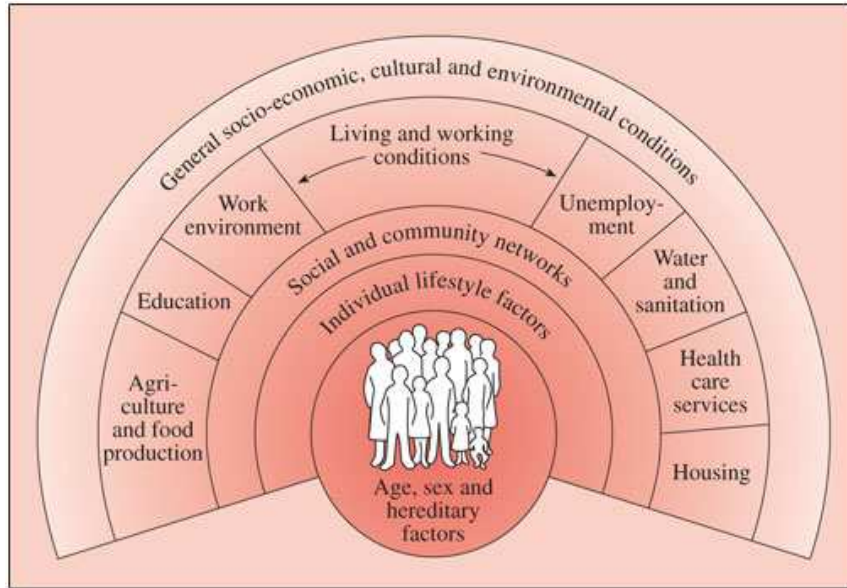 General socio-economic, cultural and environmental conditions
Living and working
conditions
Work
environment
Unemploy-
ment
Social and community networks
Water
and
sanitation
Education
Individual lifestyle factors
Agri-
culture
and food
production
Health
care
services
Housing
Age, sex and
hereditary
factors